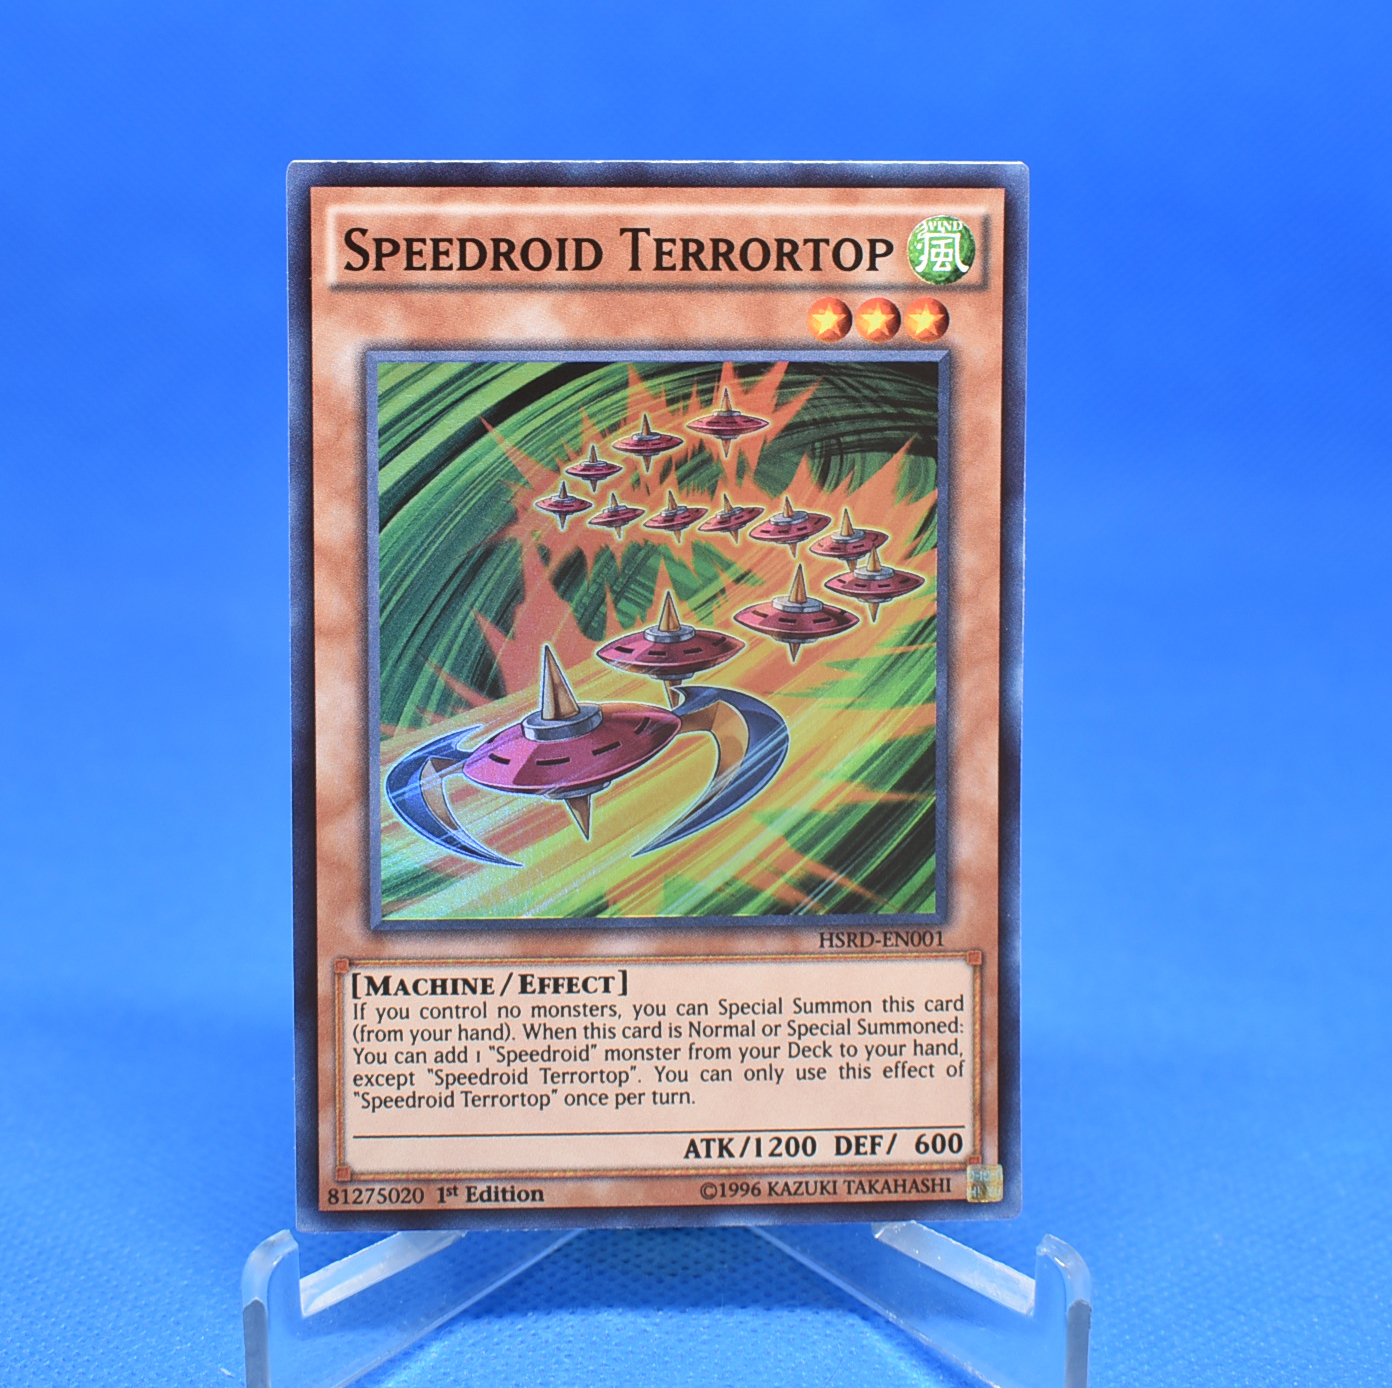 SPEEDROID TERRORTOP
WIND
風
HSRD-EN001
[MACHINE/EFFECT]
If you control no monsters, you can Special Summon this card
(from your hand). When this card is Normal or Special Summoned:
You can add 1 "Speedroid" monster from your Deck to your hand,
except "Speedroid Terrortop". You can only use this effect of
"Speedroid Terrortop" once per turn.
ATK/1200 DEF/ 600
81275020 1st Edition
©1996 KAZUKI TAKAHASHI